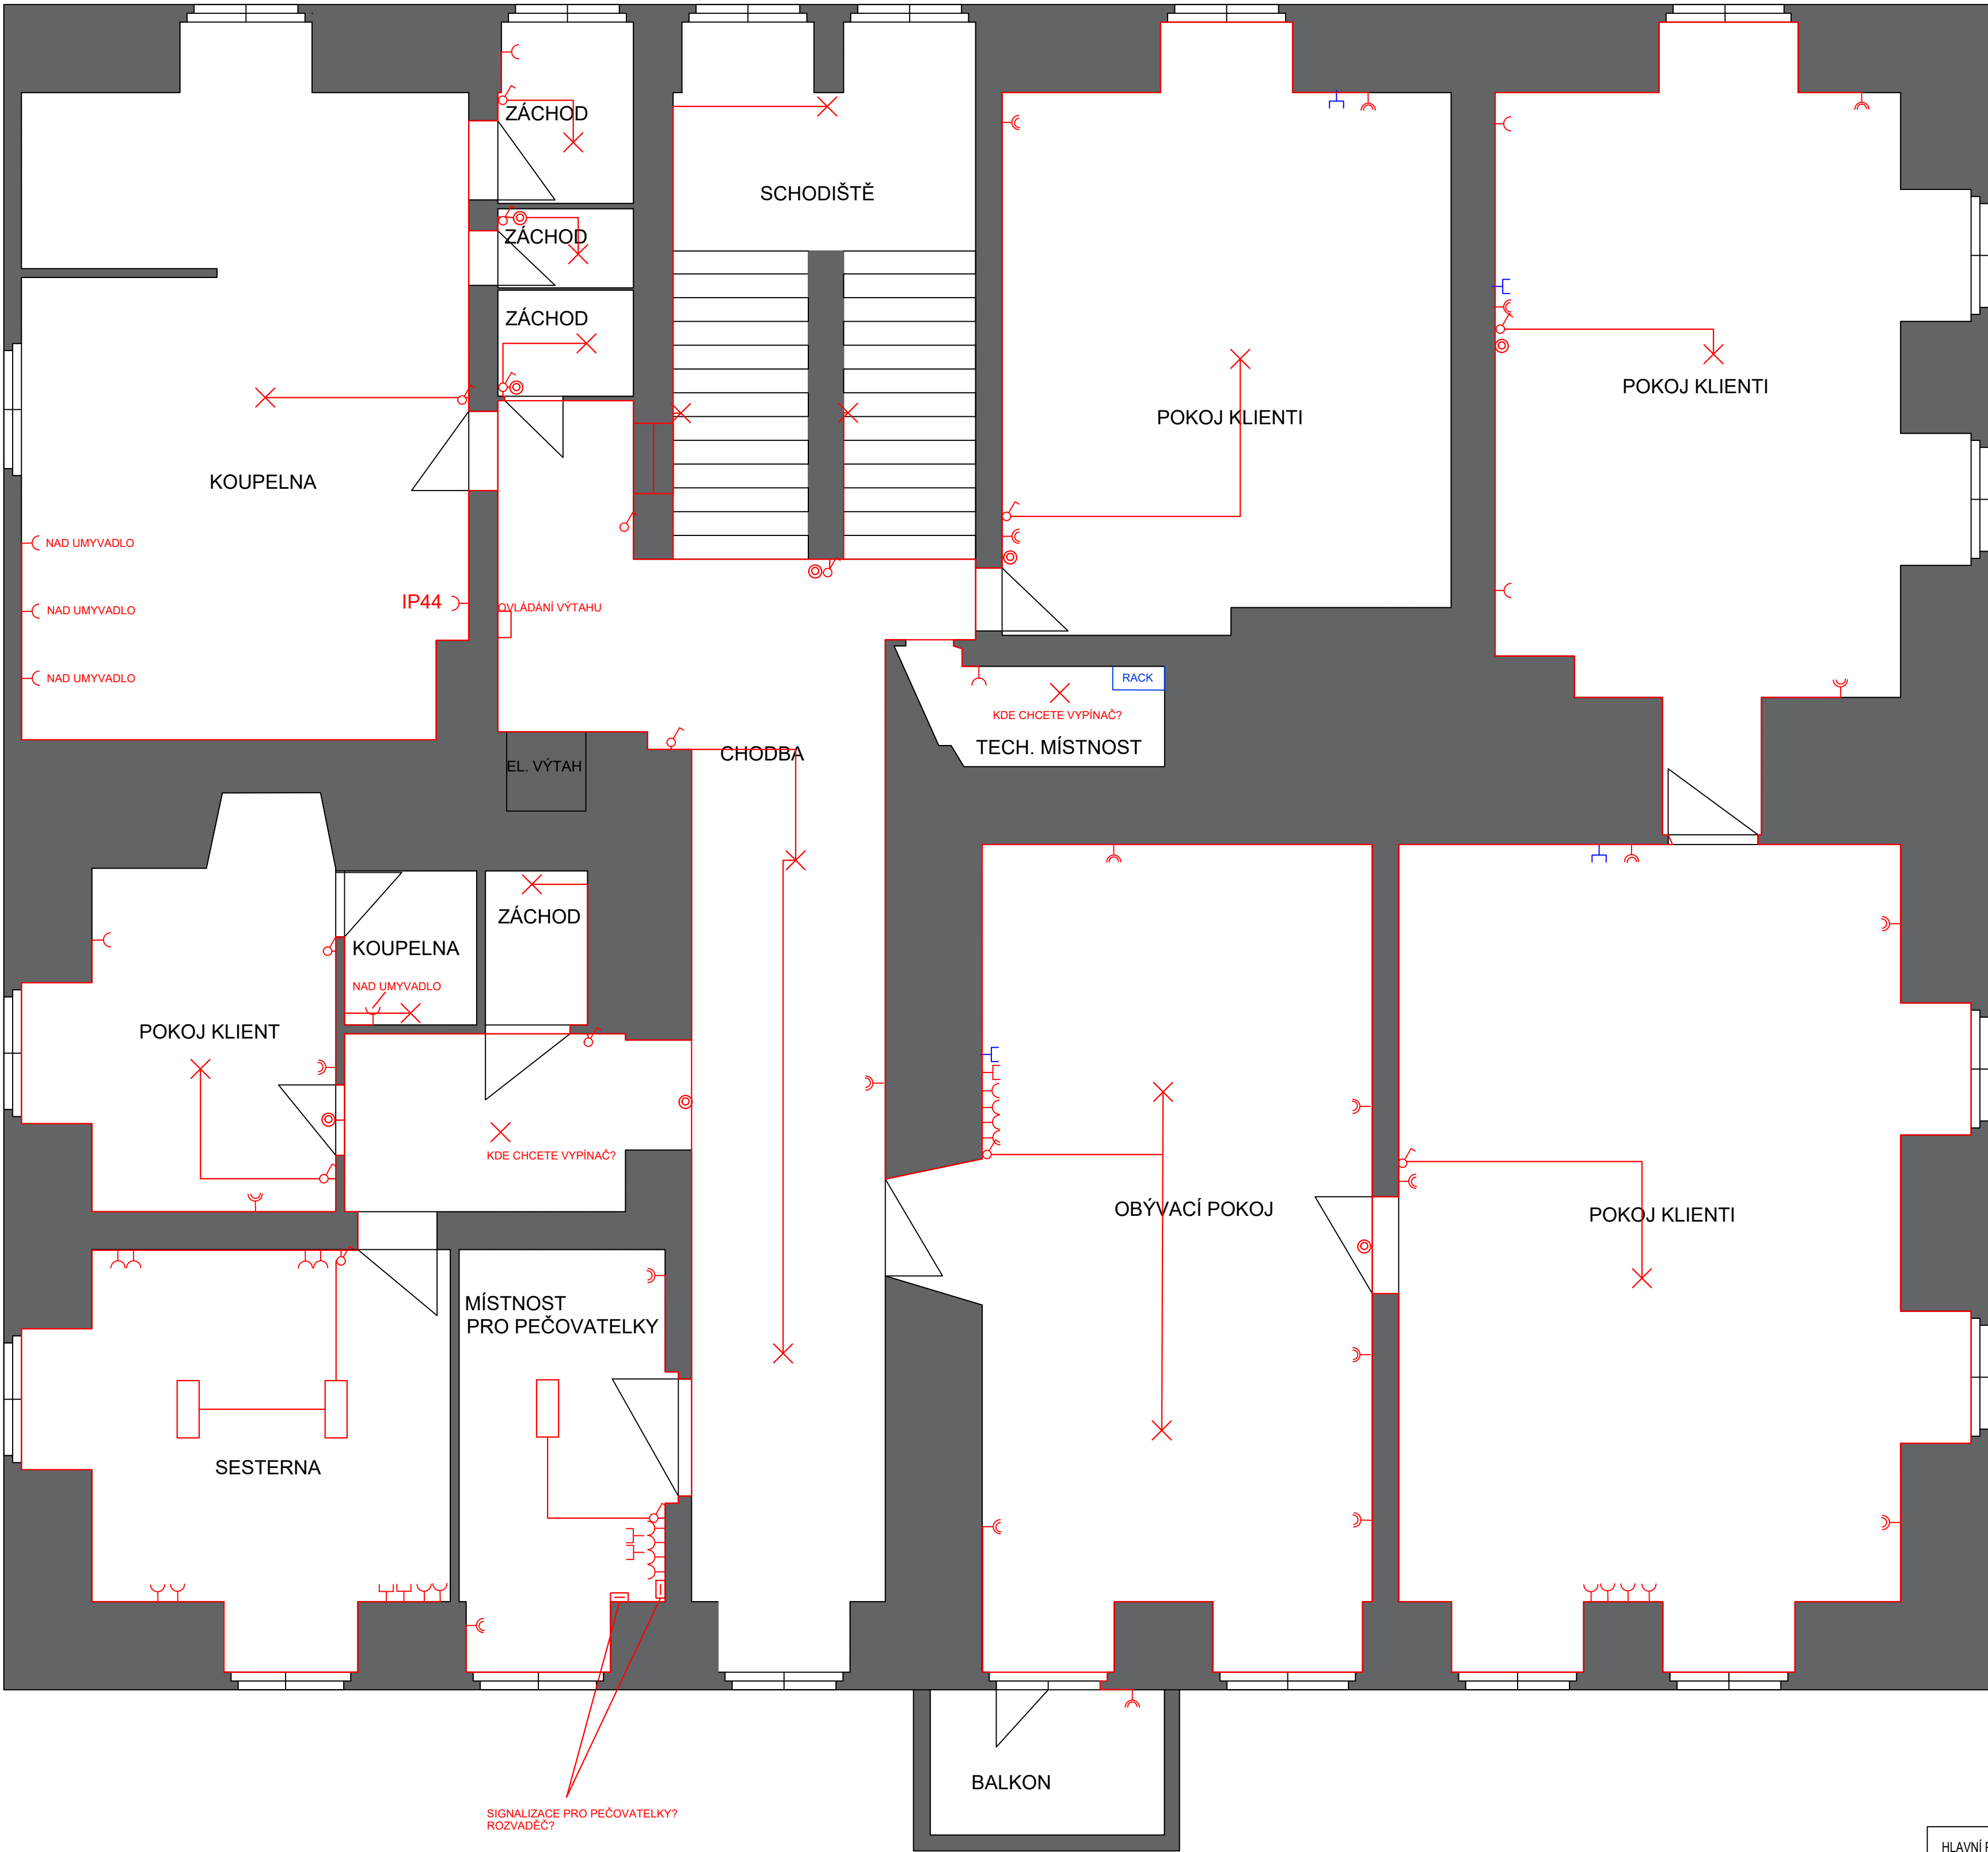 ZÁCHOD
SCHODIŠTĚ
ZÁCHOD
ZÁCHOD
POKOJ KLIENTI
POKOJ KLIENTI
KOUPELNA
NAD UMYVADLO
IP44
OVLÁDÁNÍ VÝTAHU
NAD UMYVADLO
NAD UMYVADLO
RACK
KDE CHCETE VYPÍNAČ?
TECH. MÍSTNOST
CHODBA
EL. VÝTAH
ZÁCHOD
KOUPELNA
NAD UMYVADLO
POKOJ KLIENT
KDE CHCETE VYPÍNAČ?
OBÝVACÍ POKOJ
POKOJ KLIENTI
MÍSTNOST
PRO PEČOVATELKY
SESTERNA
BALKON
SIGNALIZACE PRO PEČOVATELKY?
ROZVADĚČ?
HLAVNÍ